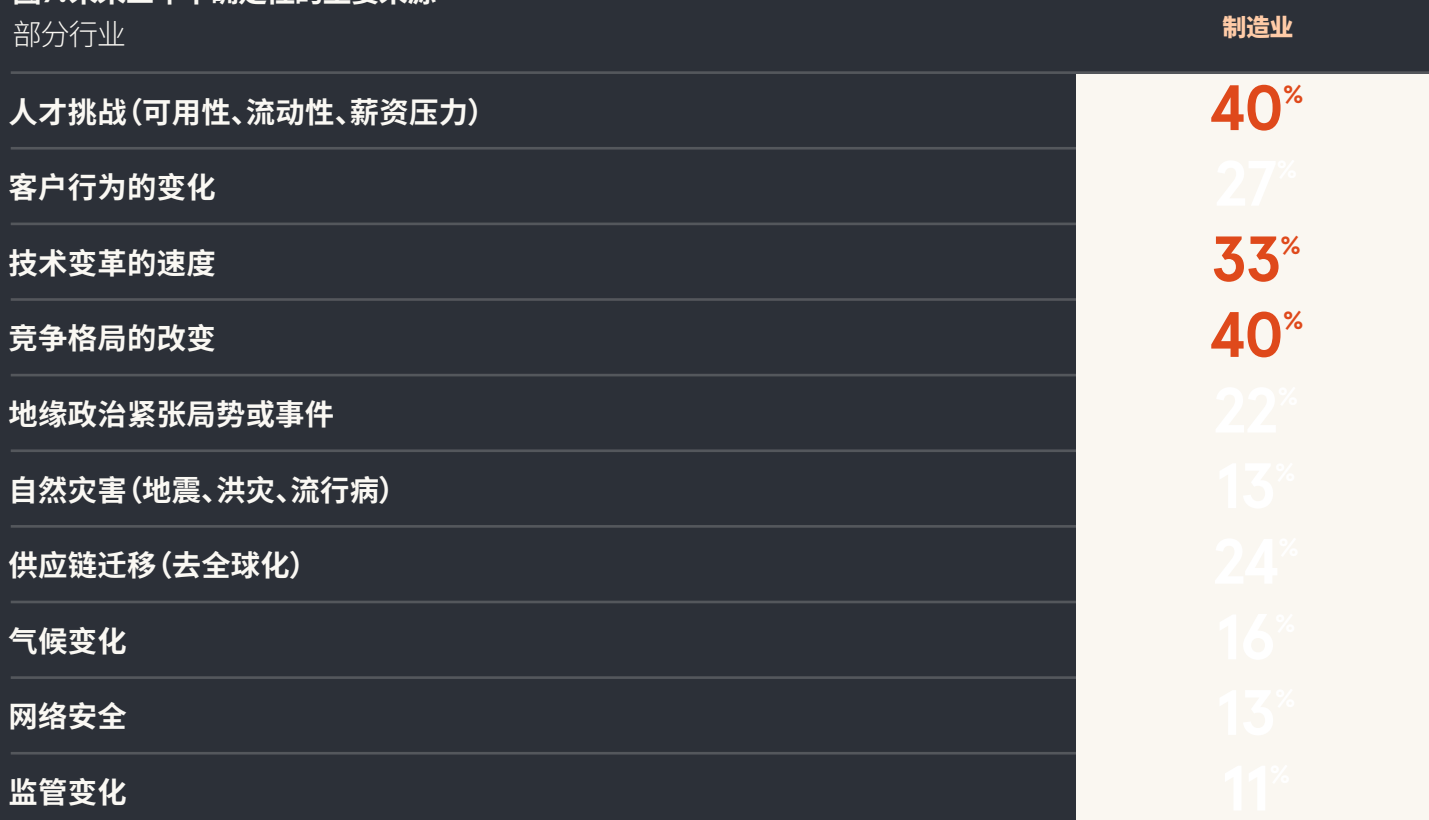 部分行业
制造业
人才挑战（可用性、流动性、薪资压力） 40%
客户行为的变化 27%
技术变革的速度 33%
竞争格局的改变 40%
地缘政治紧张局势或事件 22%
自然灾害（地震、洪灾、流行病） 13%
供应链迁移（去全球化） 24%
气候变化 16%
网络安全 13%
监管变化 11%